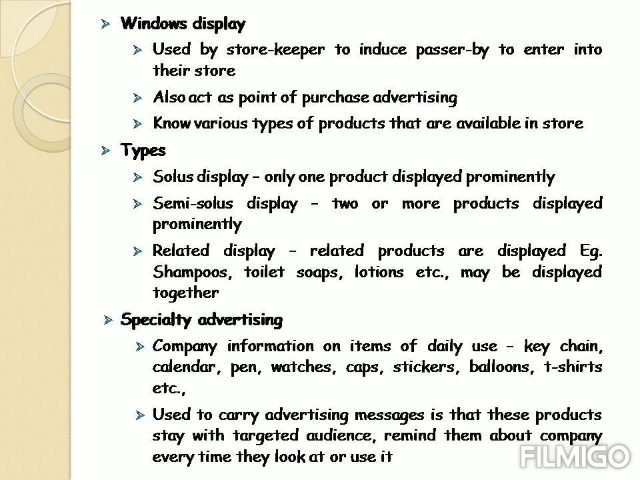 Windows display
Used by store-keeper to induce passer-by to enter into
their store
Also act as point of purchase advertising
Know various types of products that are available in store
Types
Solus display – only one product displayed prominently
Semi-solus display – two or more products displayed
prominently
Related display – related products are displayed Eg.
Shampoos, toilet soaps, lotions etc., may be displayed
together
Specialty advertising
Company information on items of daily use – key chain,
calendar, pen, watches, caps, stickers, balloons, t-shirts
etc.,
Used to carry advertising messages is that these products
stay with targeted audience, remind them about company
every time they look at or use it
FILMIGO